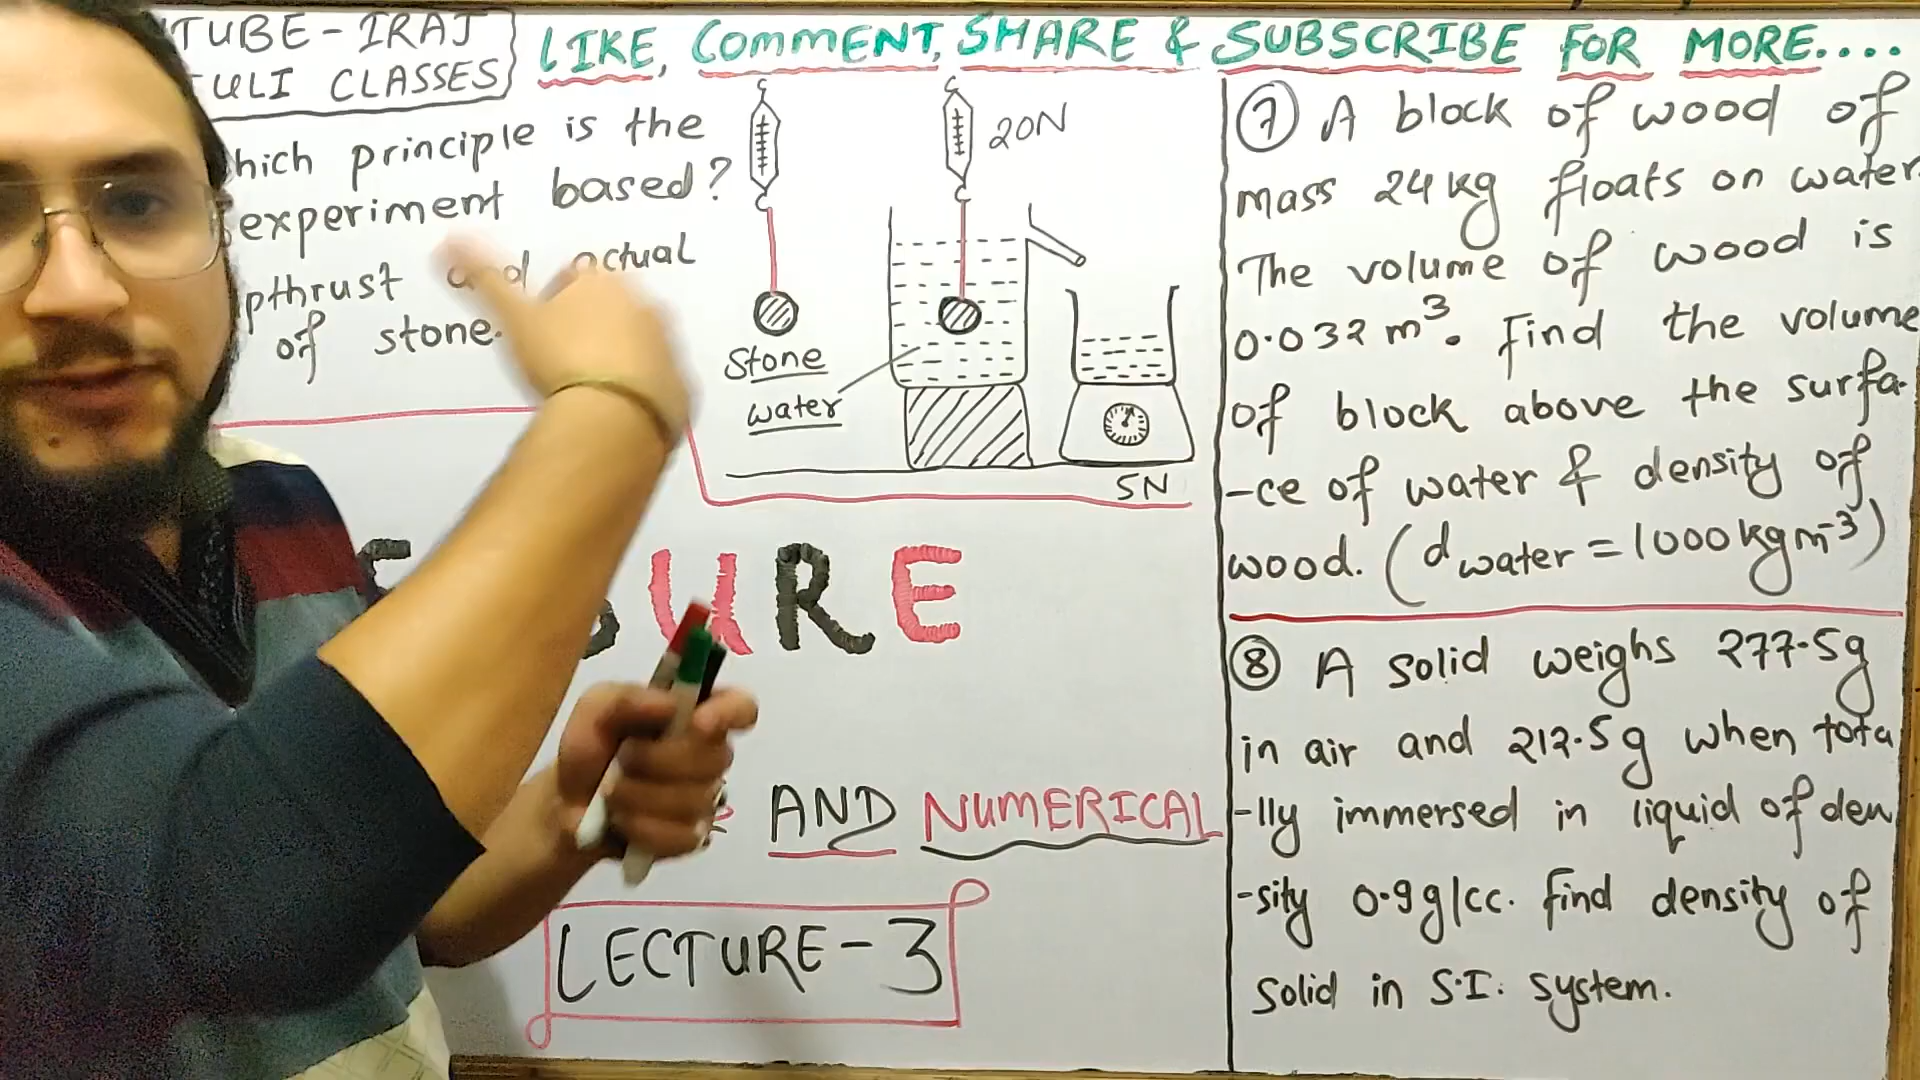 TUBE-IRAJ
ULI CLASSES
LIKE, COMMENT, SHARE & SUBSCRIBE FOR MORE....
principle is the
experiment based?
and actual
of stone.
20N
Stone
water
5N
URE
AND NUMERICAL
LECTURE-3
7 A block of wood of
mass 24 kg floats on water.
The volume of wood is
0.032 m³. Find the volume
of block above the surfa-
-ce of water & density of
wood. (d water = 1000 kg m⁻³)
8 A solid weighs 277.5g
in air and 212.5g when tota
-lly immersed in liquid of den
-sity 0.9g/cc. find density of
solid in S.I. system.